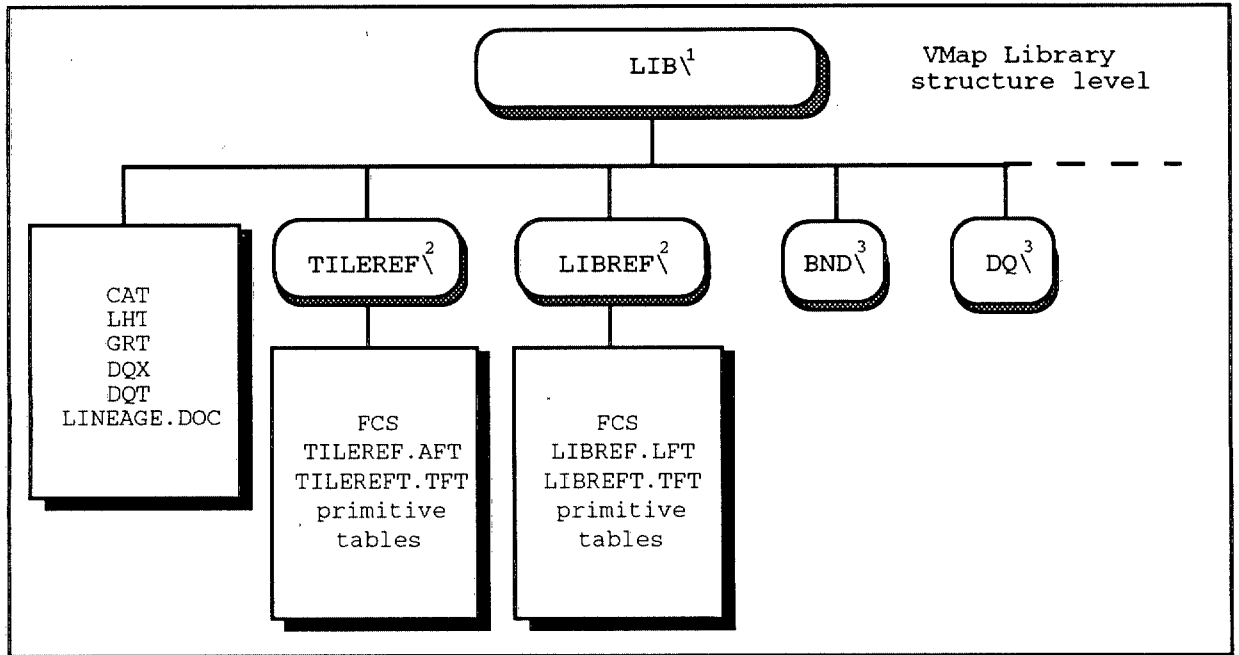 LIB\1
VMap Library
structure level
TILEREF\2
LIBREF\2
BND\3
DQ\3
CAT
LHT
GRT
DQX
DQT
LINEAGE.DOC
FCS
TILEREF.AFT
TILEREFT.TFT
primitive
tables
FCS
LIBREF.LFT
LIBREFT.TFT
primitive
tables